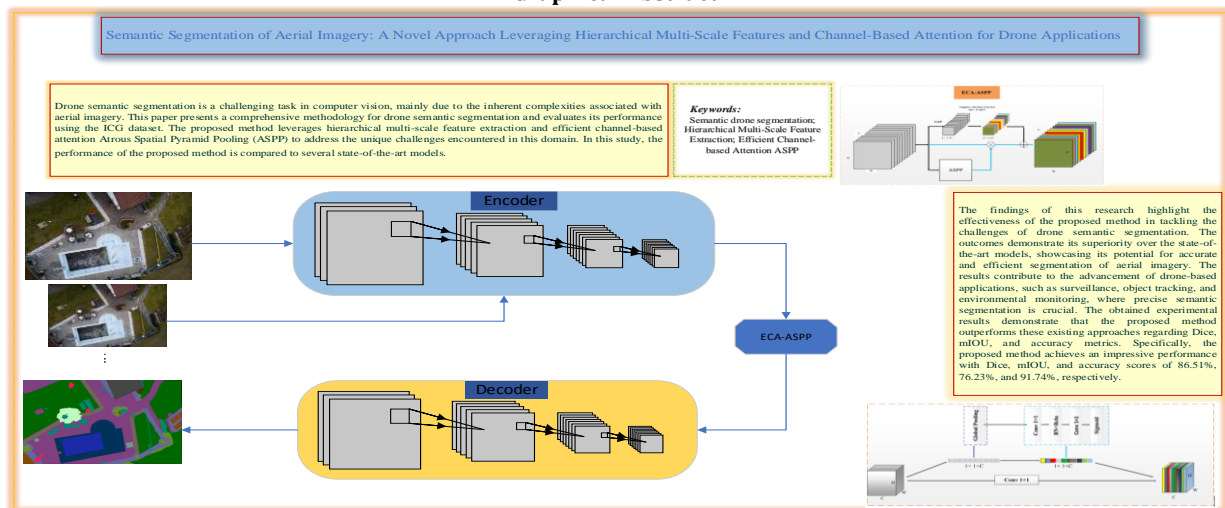 Semantic Segmentation of Aerial Imagery: A Novel Approach Leveraging Hierarchical Multi-Scale Features and Channel-Based Attention for Drone Applications
Drone semantic segmentation is a challenging task in computer vision, mainly due to the inherent complexities associated with
aerial imagery. This paper presents a comprehensive methodology for drone semantic segmentation and evaluates its performance
using the ICG dataset. The proposed method leverages hierarchical multi-scale feature extraction and efficient channel-based
attention Atrous Spatial Pyramid Pooling (ASPP) to address the unique challenges encountered in this domain. In this study, the
performance of the proposed method is compared to several state-of-the-art models.
Keywords:
Semantic drone segmentation;
Hierarchical Multi-Scale Feature
Extraction; Efficient Channel-
based Attention ASPP
ECA-ASPP
ASPP
Encoder
ECA-ASPP
Decoder
The findings of this research highlight the
effectiveness of the proposed method in tackling the
challenges of drone semantic segmentation. The
outcomes demonstrate its superiority over the state-of-
the-art models, showcasing its potential for accurate
and efficient segmentation of aerial imagery. The
results contribute to the advancement of drone-based
applications, such as surveillance, object tracking, and
environmental monitoring, where precise semantic
segmentation is crucial. The obtained experimental
results demonstrate that the proposed method
outperforms these existing approaches regarding Dice,
mIOU, and accuracy metrics. Specifically, the
proposed method achieves an impressive performance
with Dice, mIOU, and accuracy scores of 86.51%,
76.23%, and 91.74%, respectively.
Global Pooling
Conv 1×1
BN+Relu
Conv 1×1
Sigmoid
1× 1×C
1× 1×C
Conv 1×1
C